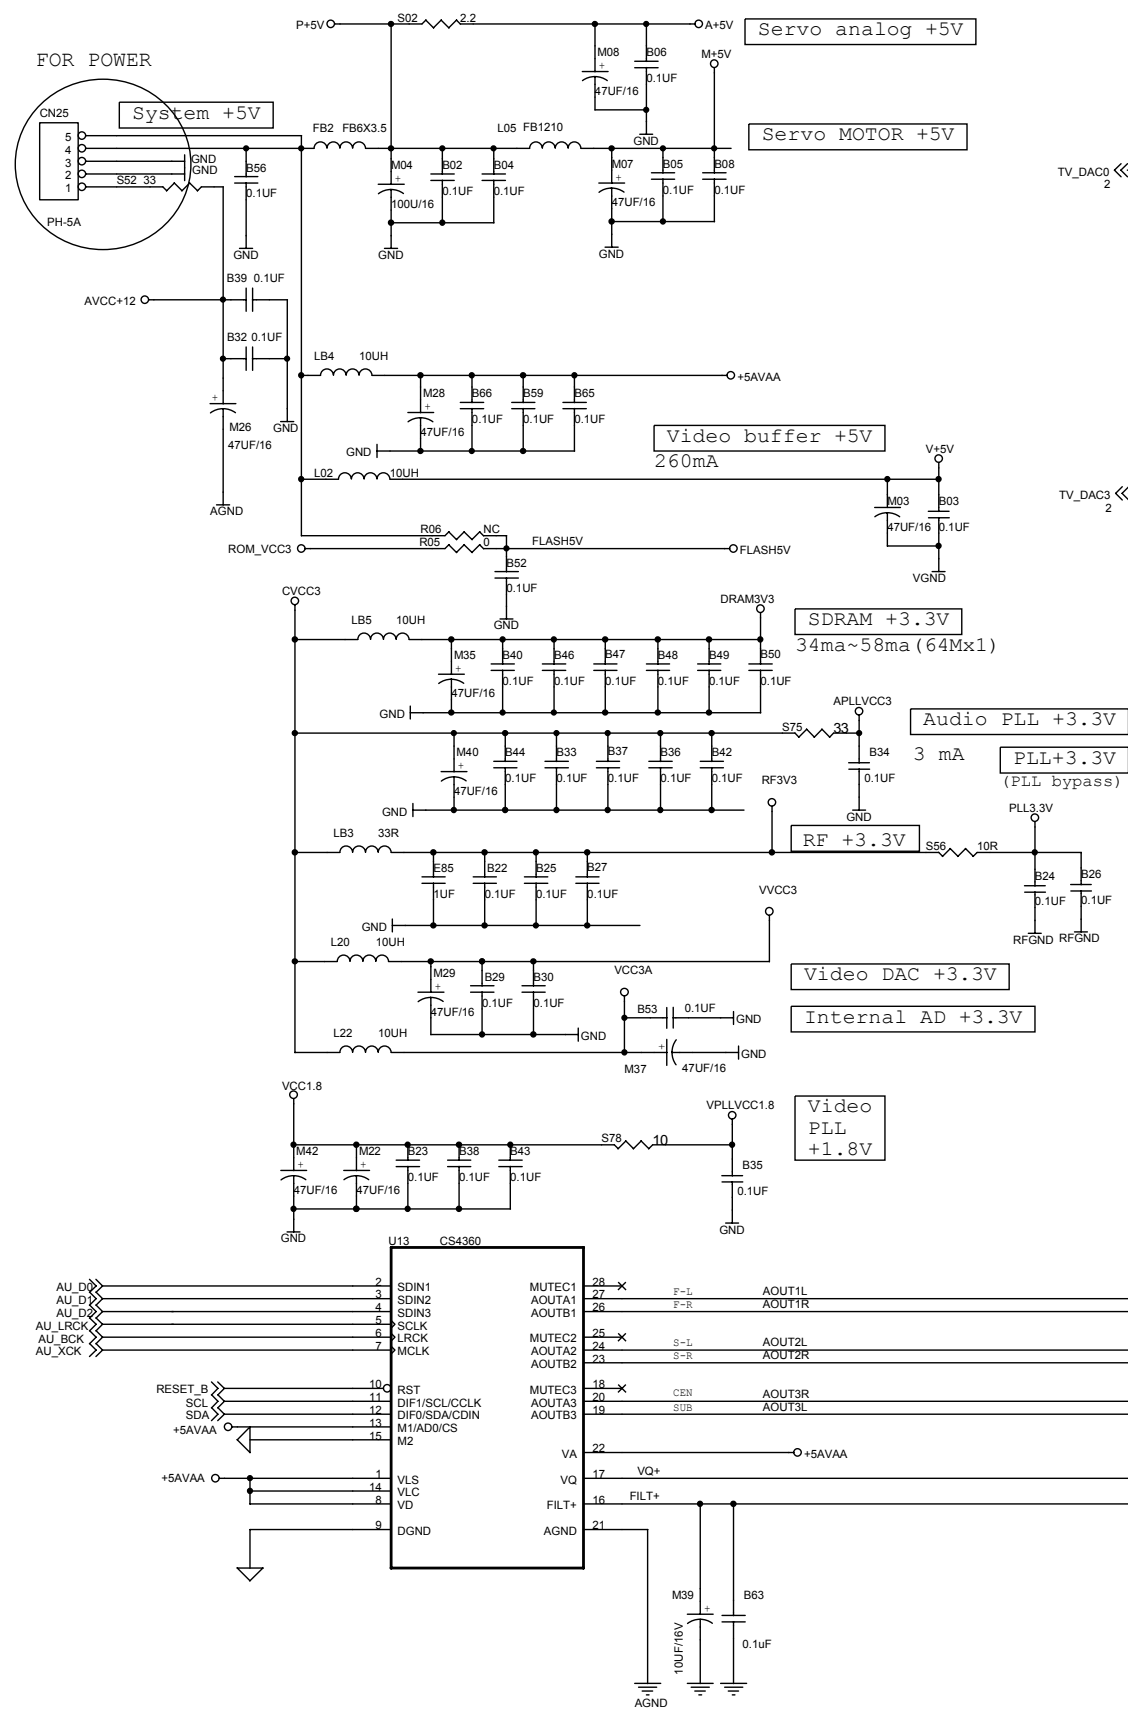 P+5V S02 2.2 A+5V Servo analog +5V
FOR POWER
M08 B06 M+5V
47UF/16 0.1UF
CN25
System +5V
GND
5 FB2 FB6X3.5 L05 FB1210 Servo MOTOR +5V
4
3 GND
2 GND
1 S52 33
PH-5A
B56
0.1UF
GND
M04 B02 B04 M07 B05 B08
100U/16 0.1UF 0.1UF 47UF/16 0.1UF 0.1UF
GND GND
TV_DAC0
2
B39 0.1UF
AVCC+12
B32 0.1UF
M26
47UF/16
GND
AGND
LB4 10UH +5AVAA
M28 B66 B59 B65
47UF/16 0.1UF 0.1UF 0.1UF
GND
Video buffer +5V
260mA
V+5V
L02 10UH
M03 B03
47UF/16 0.1UF
VGND
TV_DAC3
2
R06 NC
ROM_VCC3 R05 0 FLASH5V FLASH5V
B52
0.1UF
GND
CVCC3
DRAM3V3
SDRAM +3.3V
34ma~58ma(64Mx1)
LB5 10UH
M35 B40 B46 B47 B48 B49 B50
47UF/16 0.1UF 0.1UF 0.1UF 0.1UF 0.1UF 0.1UF
GND
APLLVCC3
Audio PLL +3.3V
S75 33
3 mA
M40 B44 B33 B37 B36 B42 B34
47UF/16 0.1UF 0.1UF 0.1UF 0.1UF 0.1UF 0.1UF
GND GND
PLL+3.3V
(PLL bypass)
RF3V3
PLL3.3V
LB3 33R RF +3.3V S56 10R
E85 B22 B25 B27 B24 B26
1UF 0.1UF 0.1UF 0.1UF 0.1UF 0.1UF
GND
RFGND RFGND
VVCC3
L20 10UH
M29 B29 B30
47UF/16 0.1UF 0.1UF
GND
VCC3A
Video DAC +3.3V
B53 0.1UF GND
Internal AD +3.3V
L22 10UH
M37 47UF/16 GND
VCC1.8
VPLLVCC1.8
Video
PLL
+1.8V
S78 10
M42 M22 B23 B38 B43 B35
47UF/16 47UF/16 0.1UF 0.1UF 0.1UF 0.1UF
GND GND
U13 CS4360
AU_D0 2 SDIN1 MUTEC1 28
AU_D1 3 SDIN2 AOUTA1 27 F-L AOUT1L
AU_D2 4 SDIN3 AOUTB1 26 F-R AOUT1R
AU_LRCK 5 SCLK
AU_BCK 6 LRCK MUTEC2 25
AU_XCK 7 MCLK AOUTA2 24 S-L AOUT2L
AOUTB2 23 S-R AOUT2R
RESET_B 10 RST MUTEC3 18
SCL 11 DIF1/SCL/CCLK AOUTA3 20 CEN AOUT3R
SDA 12 DIF0/SDA/CDIN AOUTB3 19 SUB AOUT3L
+5AVAA 13 M1/AD0/CS
15 M2
VA 22 +5AVAA
+5AVAA 1 VLS VQ 17 VQ+
14 VLC
8 VD FILT+ 16 FILT+
9 DGND AGND 21
M39 10UF/16V
B63
0.1uF
AGND